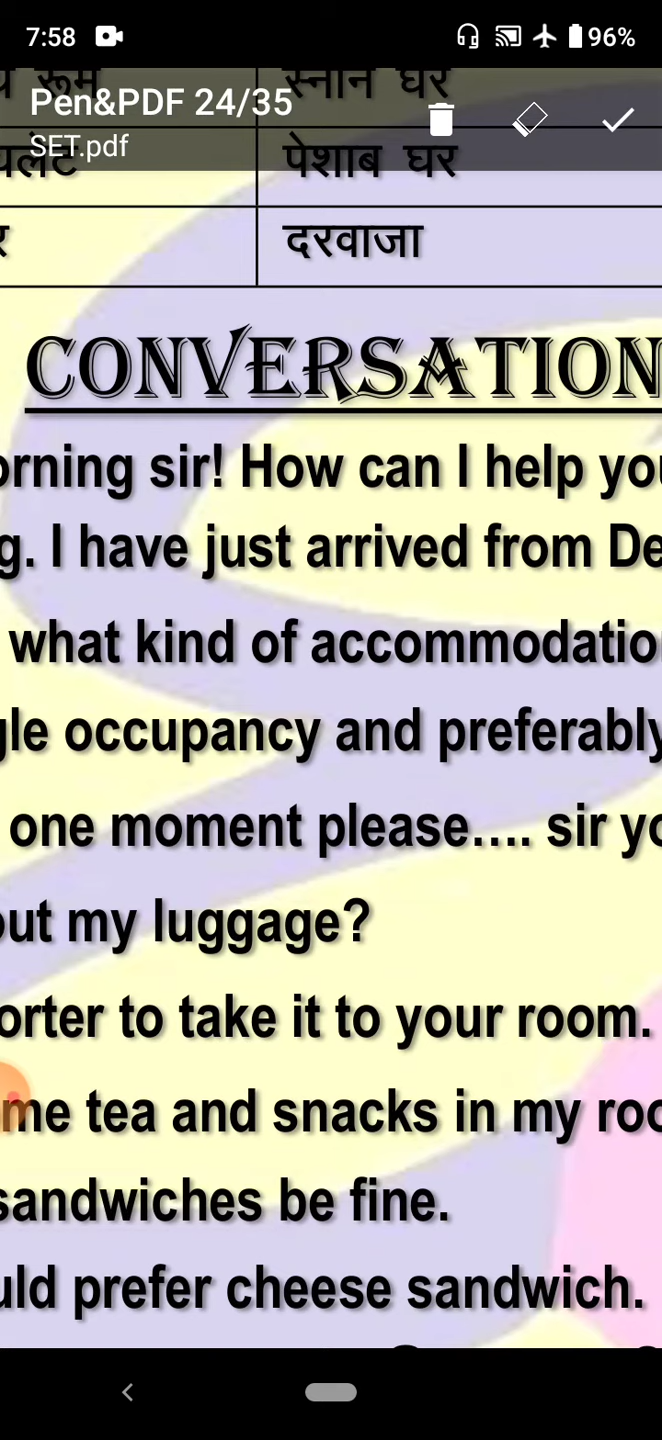 7:58 96%
रूम स्नान घर
Pen&PDF 24/35
SET.pdf
पेशाब घर
दरवाजा
CONVERSATION
orning sir! How can I help you
g. I have just arrived from De
what kind of accommodatio
gle occupancy and preferably
one moment please.... sir yo
out my luggage?
orter to take it to your room.
me tea and snacks in my roo
sandwiches be fine.
uld prefer cheese sandwich.